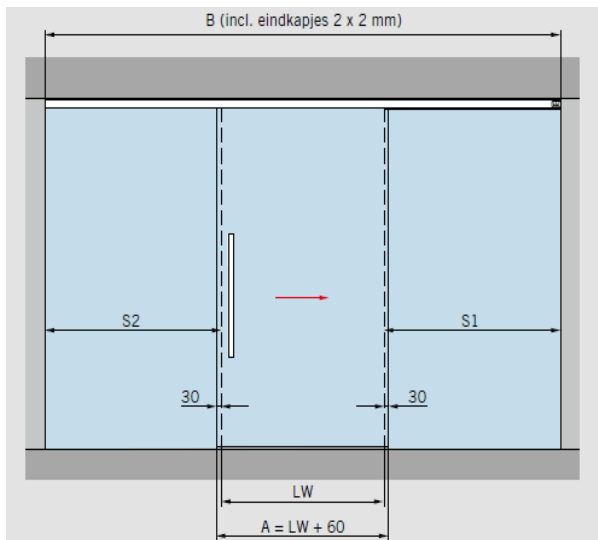 B (incl. eindkapjes 2 x 2 mm)
S2
S1
30
30
LW
A = LW + 60